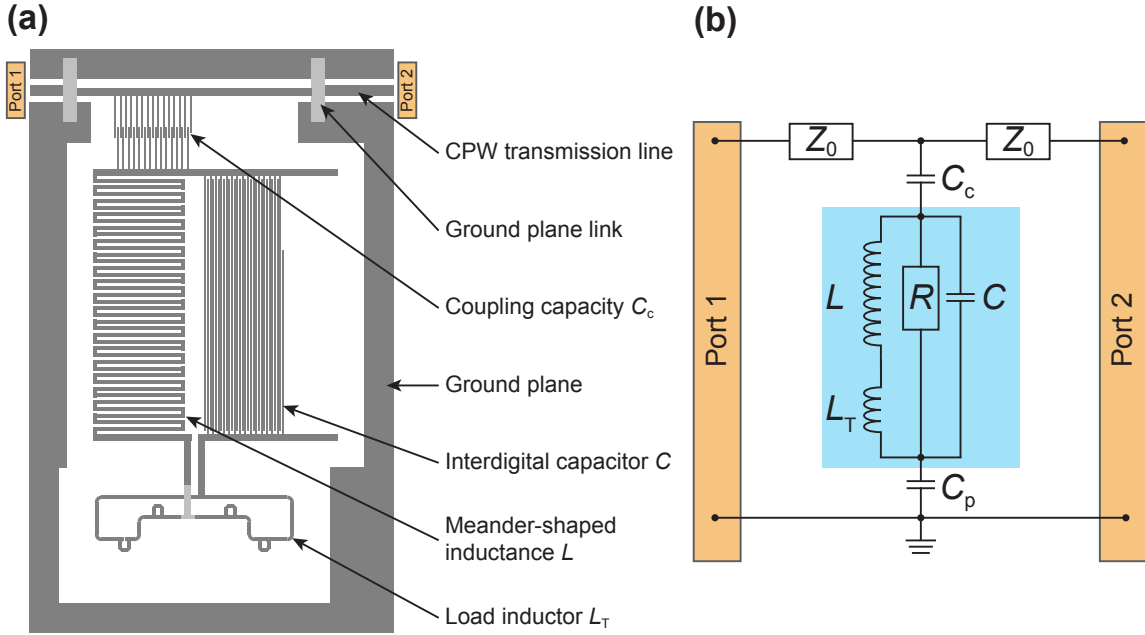 (a)
Port 1
Port 2
CPW transmission line
Ground plane link
Coupling capacity Cc
Ground plane
Interdigital capacitor C
Meander-shaped
inductance L
Load inductor LT
(b)
Port 1
Z0
Z0
Cc
L
R
C
LT
Cp
Port 2